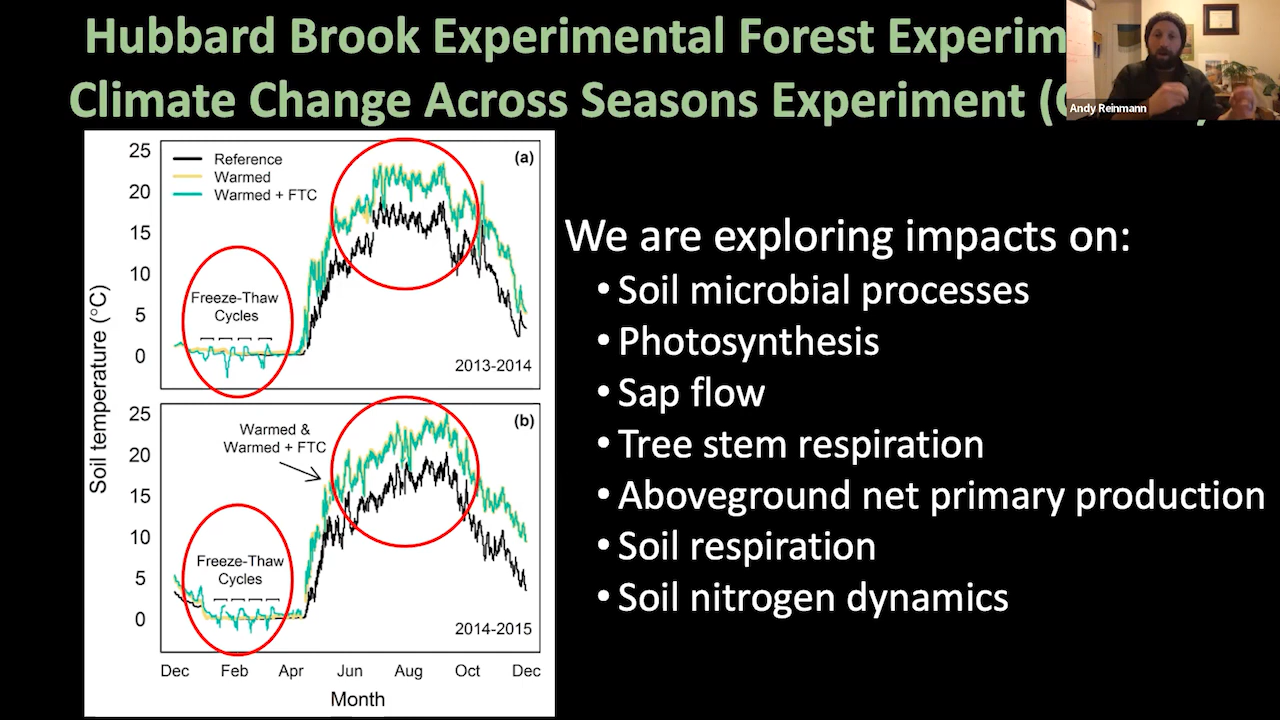 Hubbard Brook Experimental Forest
Climate Change Across Seasons Experiment
Andy Reinmann
25
20
15
10
5
0
Reference
Warmed
Warmed + FTC
(a)
Freeze-Thaw
Cycles
2013-2014
Soil temperature (°C)
25
20
15
10
5
0
(b)
Warmed &
Warmed + FTC
Freeze-Thaw
Cycles
2014-2015
Dec Feb Apr Jun Aug Oct Dec
Month
We are exploring impacts on:
• Soil microbial processes
• Photosynthesis
• Sap flow
• Tree stem respiration
• Aboveground net primary production
• Soil respiration
• Soil nitrogen dynamics